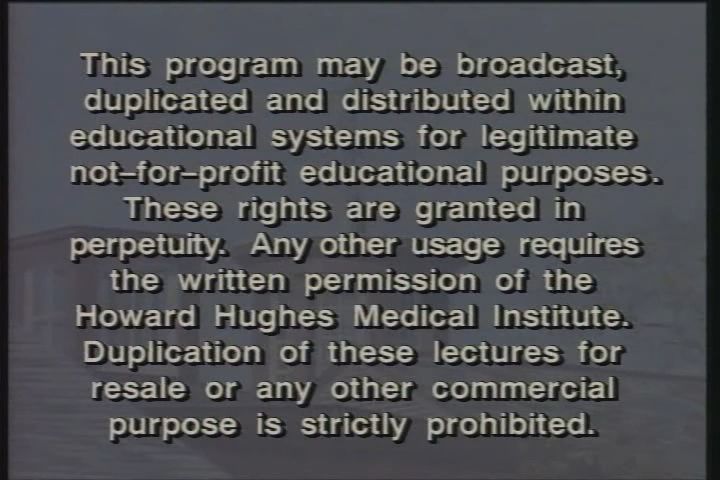 This program may be broadcast,
duplicated and distributed within
educational systems for legitimate
not–for–profit educational purposes.
These rights are granted in
perpetuity. Any other usage requires
the written permission of the
Howard Hughes Medical Institute.
Duplication of these lectures for
resale or any other commercial
purpose is strictly prohibited.